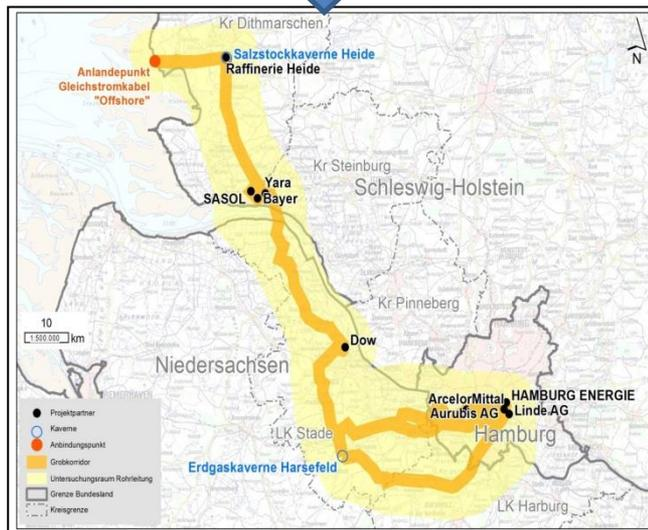 Kr Dithmarschen
N
Salzstockkaverne Heide
Raffinerie Heide
Anlandepunkt
Gleichstromkabel
"Offshore"
Kr Steinburg
Yara
SASOL
Bayer
Schleswig-Holstein
Kr Pinneberg
10
1:500.000 km
Niedersachsen
Dow
ArcelorMittal
HAMBURG ENERGIE
Aurubis AG
Linde AG
Hamburg
LK Stade
Erdgaskaverne Harsefeld
LK Harburg
Projektpartner
Kaverne
Anbindungspunkt
Grobkorridor
Untersuchungsraum Rohrleitung
Grenze Bundesland
Kreisgrenze